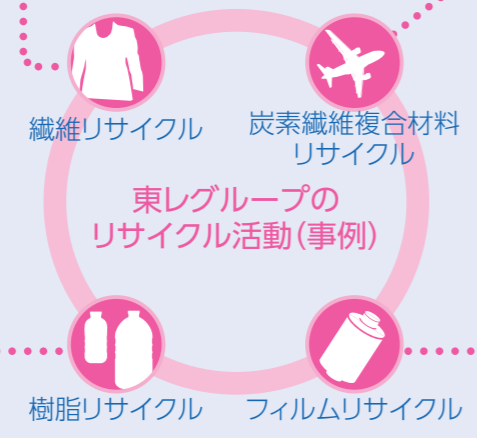 繊維リサイクル
炭素繊維複合材料
リサイクル
東レグループの
リサイクル活動(事例)
樹脂リサイクル
フィルムリサイクル